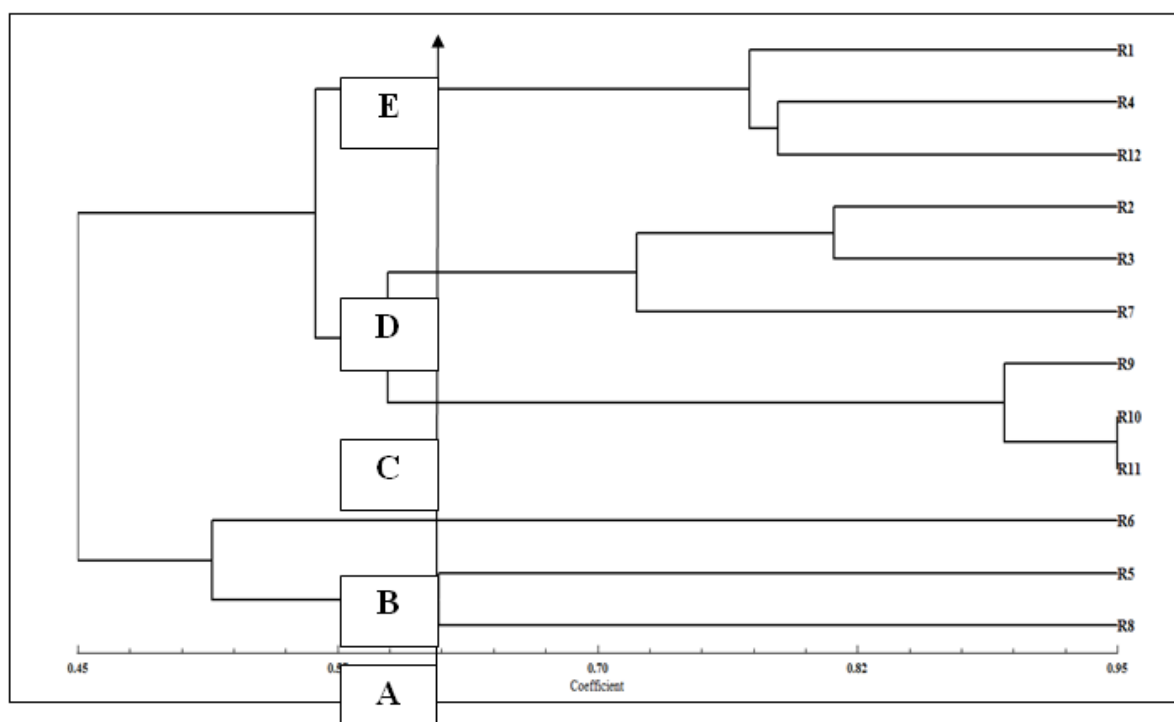 R1
E
R4
R12
R2
R3
R7
D
R9
R10
C
R11
R6
R5
B
R8
0.45
0.70
0.82
0.95
Coefficient
A